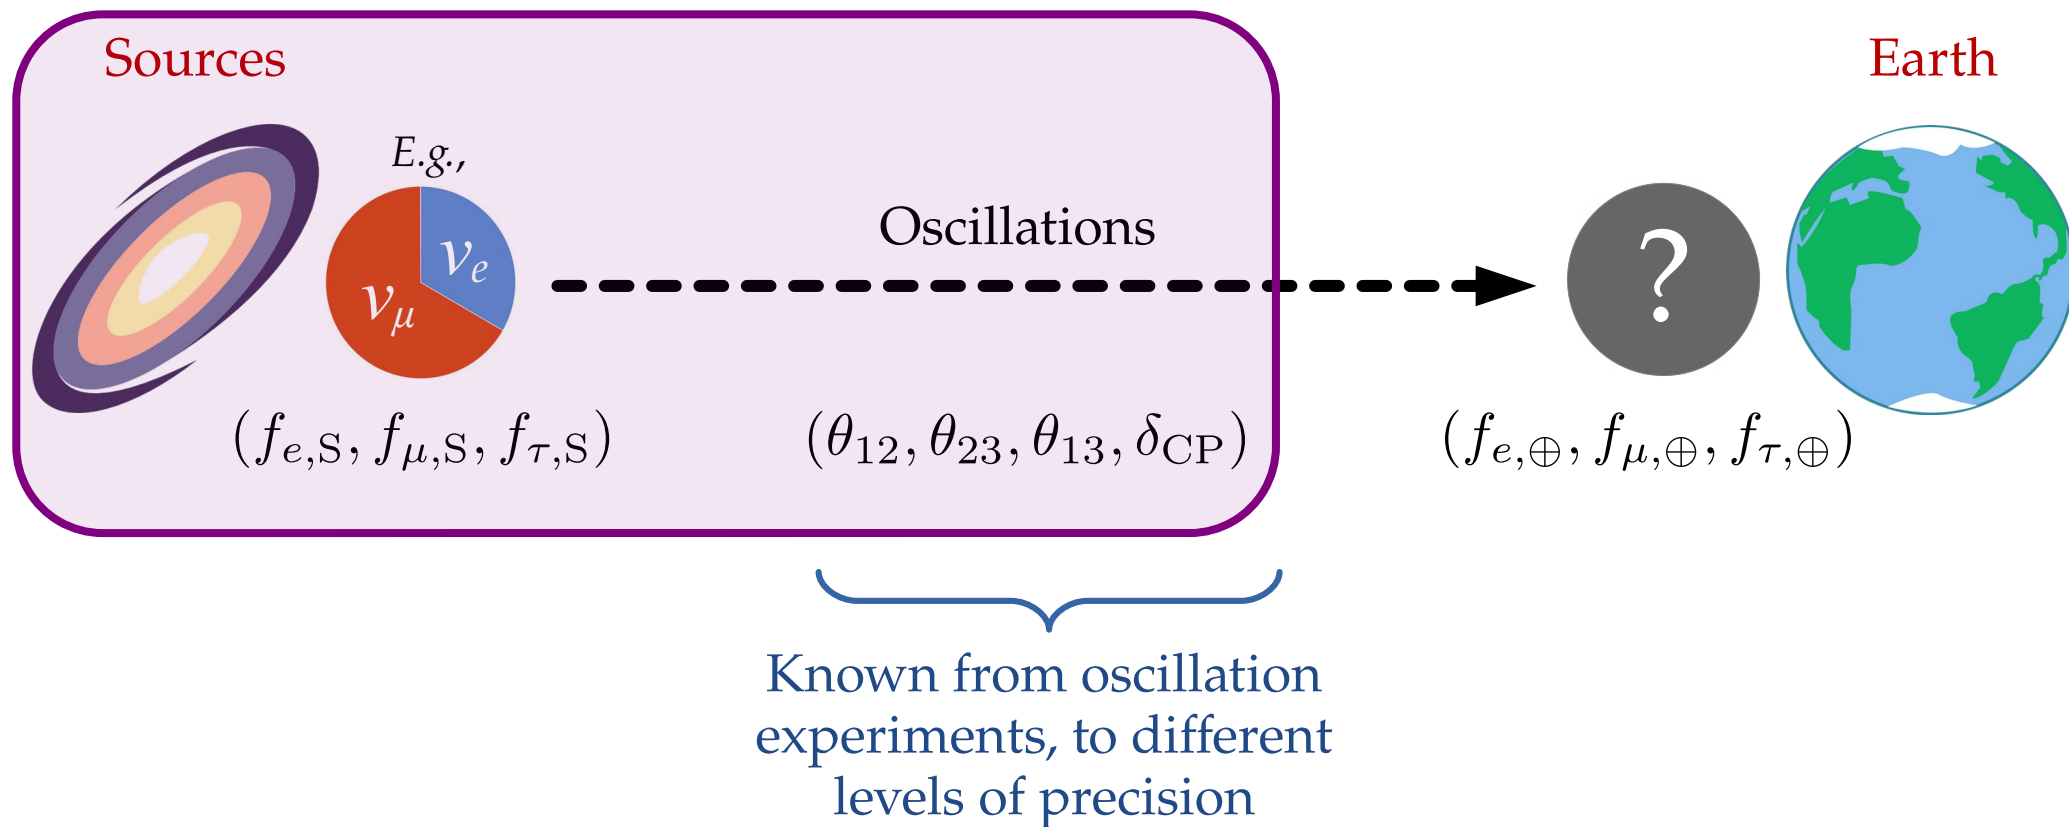 Sources
Earth
E.g.,
Oscillations
ν_e
ν_μ
?
(f_{e,S}, f_{μ,S}, f_{τ,S})
(θ_{12}, θ_{23}, θ_{13}, δ_{CP})
(f_{e,⊕}, f_{μ,⊕}, f_{τ,⊕})
Known from oscillation
experiments, to different
levels of precision